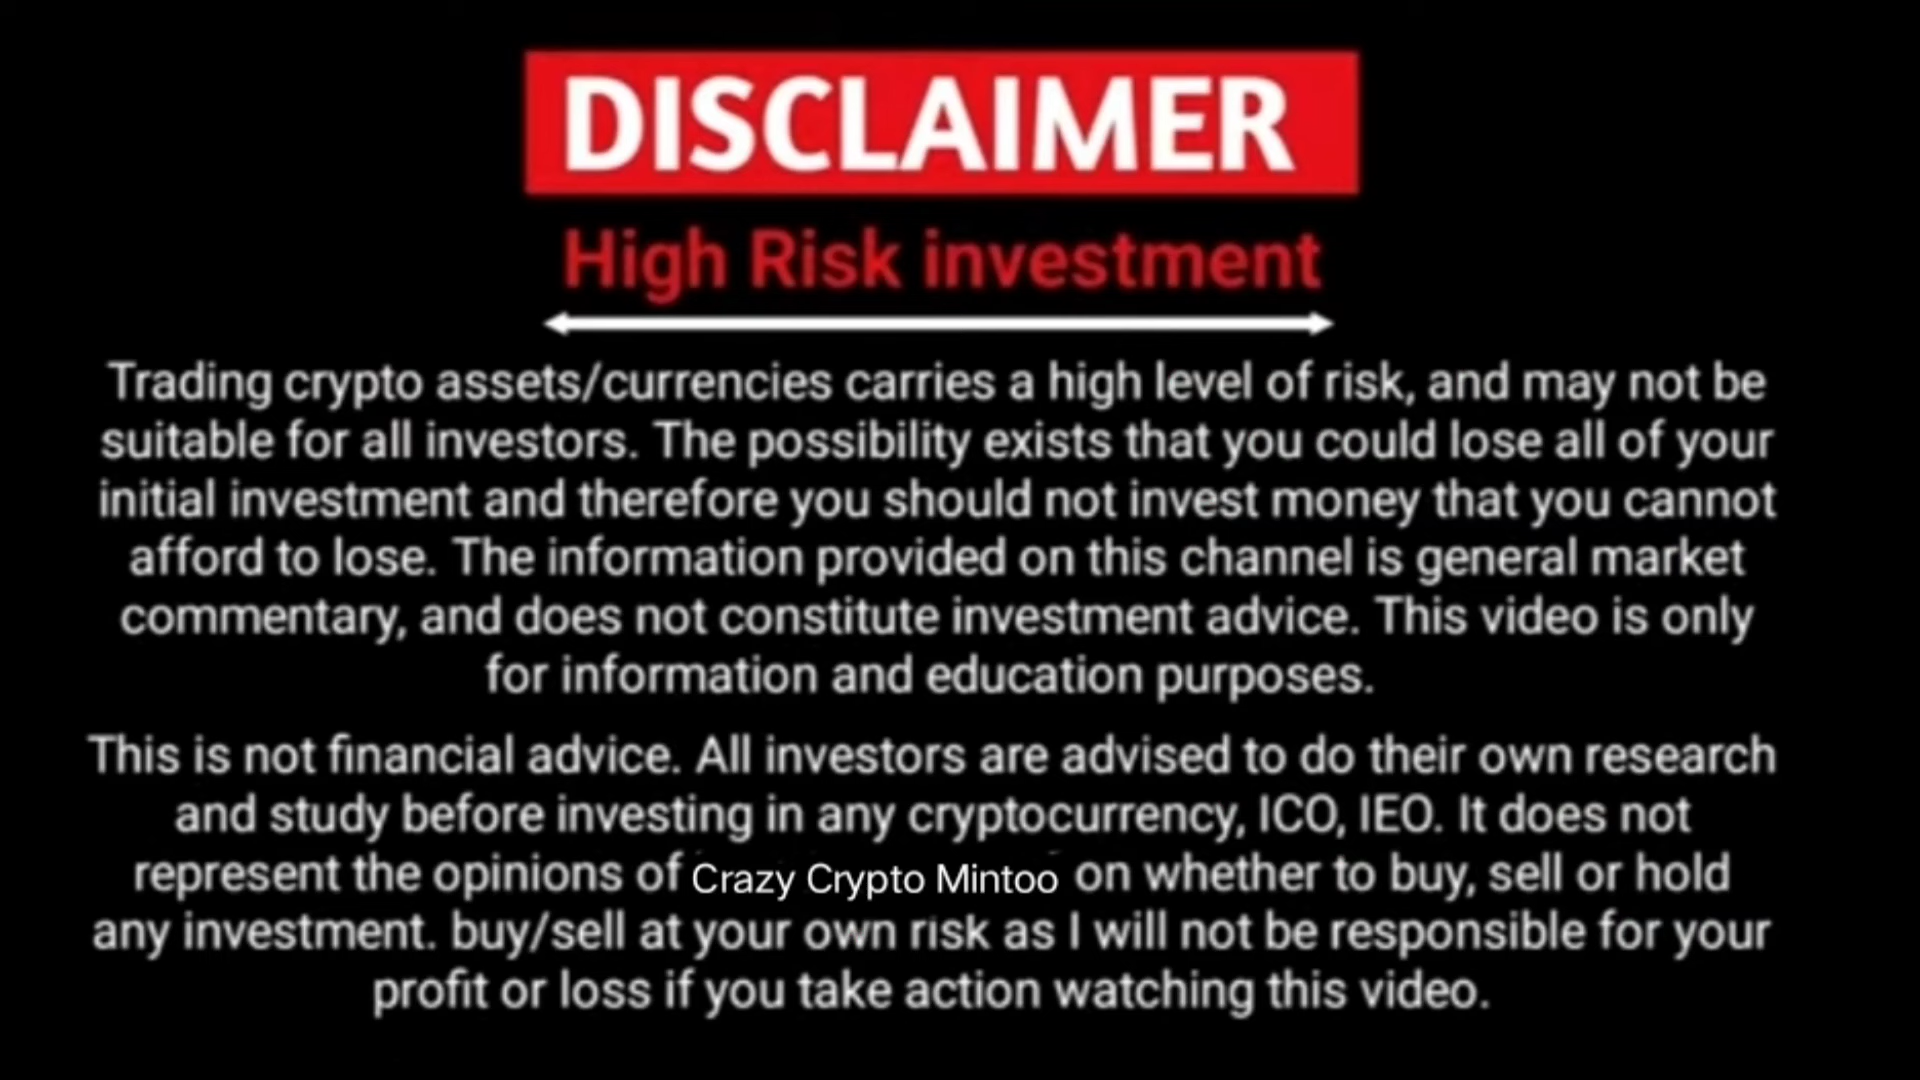 DISCLAIMER
High Risk investment
Trading crypto assets/currencies carries a high level of risk, and may not be
suitable for all investors. The possibility exists that you could lose all of your
initial investment and therefore you should not invest money that you cannot
afford to lose. The information provided on this channel is general market
commentary, and does not constitute investment advice. This video is only
for information and education purposes.
This is not financial advice. All investors are advised to do their own research
and study before investing in any cryptocurrency, ICO, IEO. It does not
represent the opinions of Crazy Crypto Mintoo on whether to buy, sell or hold
any investment. buy/sell at your own risk as I will not be responsible for your
profit or loss if you take action watching this video.